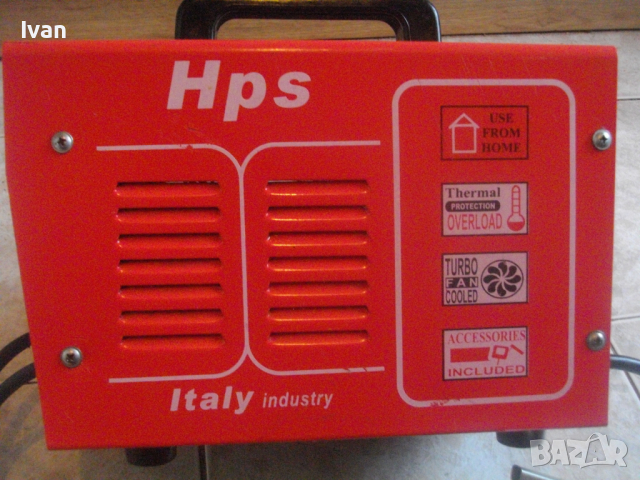 Ivan
Hps
USE
FROM
HOME
Thermal
PROTECTION
OVERLOAD
TURBO
FAN
COOLED
ACCESSORIES
INCLUDED
Italy industry
BAZAR